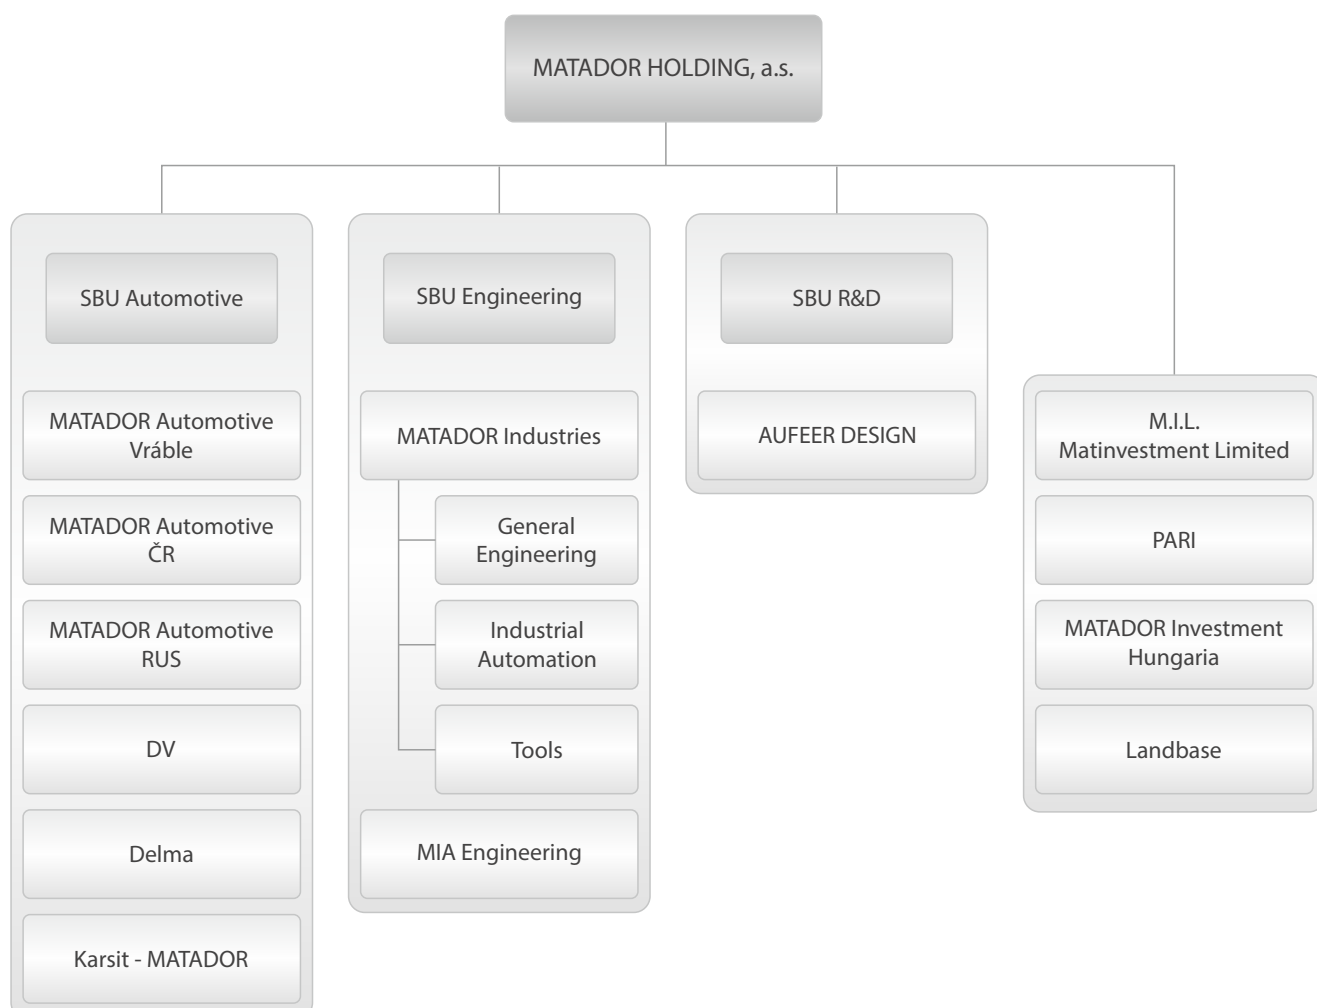 MATADOR HOLDING, a.s.
SBU Automotive
MATADOR Automotive
Vráble
MATADOR Automotive
ČR
MATADOR Automotive
RUS
DV
Delma
Karsit - MATADOR
SBU Engineering
MATADOR Industries
General
Engineering
Industrial
Automation
Tools
MIA Engineering
SBU R&D
AUFEER DESIGN
M.I.L.
Matinvestment Limited
PARI
MATADOR Investment
Hungaria
Landbase